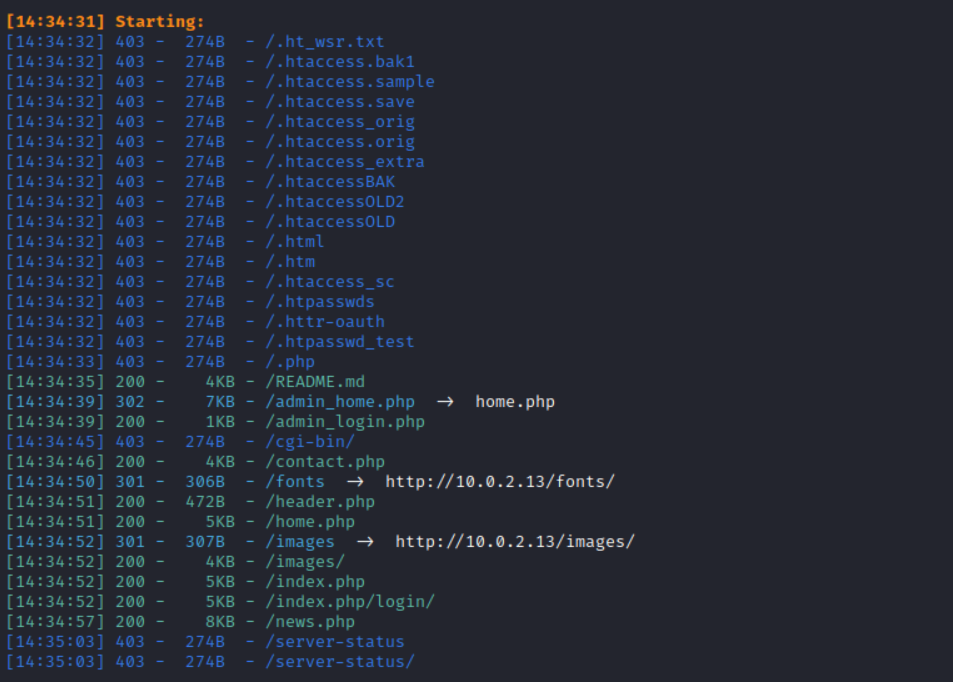 [14:34:31] Starting:
[14:34:32] 403 -  274B  - /.ht_wsr.txt
[14:34:32] 403 -  274B  - /.htaccess.bak1
[14:34:32] 403 -  274B  - /.htaccess.sample
[14:34:32] 403 -  274B  - /.htaccess.save
[14:34:32] 403 -  274B  - /.htaccess_orig
[14:34:32] 403 -  274B  - /.htaccess.orig
[14:34:32] 403 -  274B  - /.htaccess_extra
[14:34:32] 403 -  274B  - /.htaccessBAK
[14:34:32] 403 -  274B  - /.htaccessOLD2
[14:34:32] 403 -  274B  - /.htaccessOLD
[14:34:32] 403 -  274B  - /.html
[14:34:32] 403 -  274B  - /.htm
[14:34:32] 403 -  274B  - /.htaccess_sc
[14:34:32] 403 -  274B  - /.htpasswds
[14:34:32] 403 -  274B  - /.httr-oauth
[14:34:32] 403 -  274B  - /.htpasswd_test
[14:34:33] 403 -  274B  - /.php
[14:34:35] 200 -    4KB - /README.md
[14:34:39] 302 -    7KB - /admin_home.php  →  home.php
[14:34:39] 200 -    1KB - /admin_login.php
[14:34:45] 403 -  274B  - /cgi-bin/
[14:34:46] 200 -    4KB - /contact.php
[14:34:50] 301 -  306B  - /fonts  →  http://10.0.2.13/fonts/
[14:34:51] 200 -  472B  - /header.php
[14:34:51] 200 -    5KB - /home.php
[14:34:52] 301 -  307B  - /images  →  http://10.0.2.13/images/
[14:34:52] 200 -    4KB - /images/
[14:34:52] 200 -    5KB - /index.php
[14:34:52] 200 -    5KB - /index.php/login/
[14:34:57] 200 -    8KB - /news.php
[14:35:03] 403 -  274B  - /server-status
[14:35:03] 403 -  274B  - /server-status/